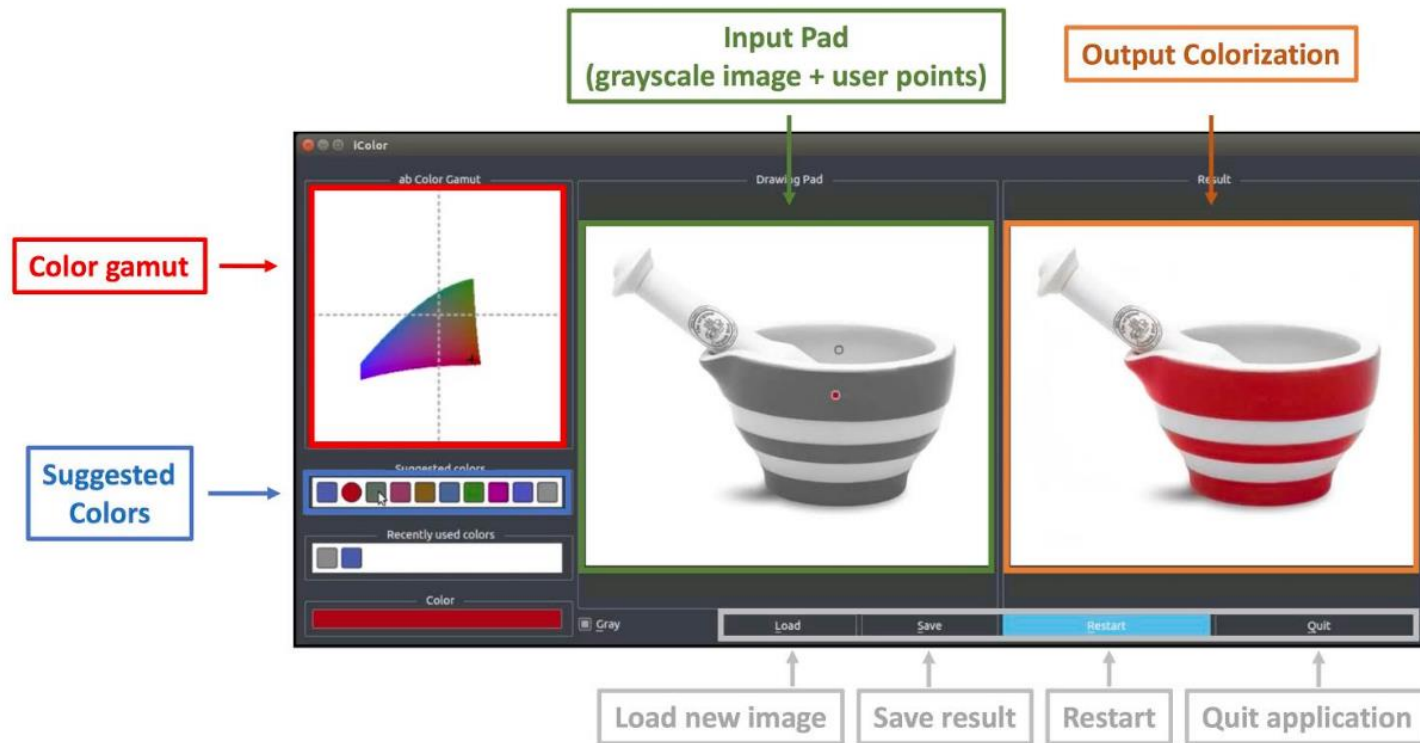 Input Pad
(grayscale image + user points)
Output Colorization
iColor
ab Color Gamut
Drawing Pad
Result
Color gamut
Suggested colors
Suggested
Colors
Recently used colors
Color
Gray
Load
Save
Restart
Quit
Load new image
Save result
Restart
Quit application